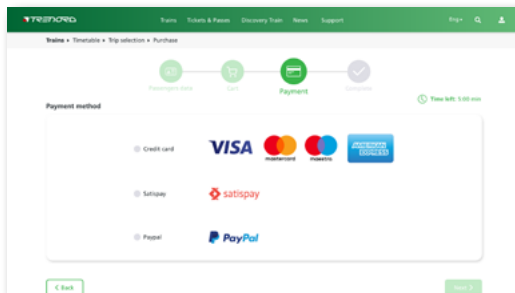 TRENORD Trains Tickets & Passes Discovery Train News Support Eng
Trains • Timetable • Trip selection • Purchase
Passengers data Cart Payment Complete
Time left: 5:00 min
Payment method
Credit card VISA mastercard maestro AMERICAN EXPRESS
Satispay satispay
Paypal PayPal
< Back Next >